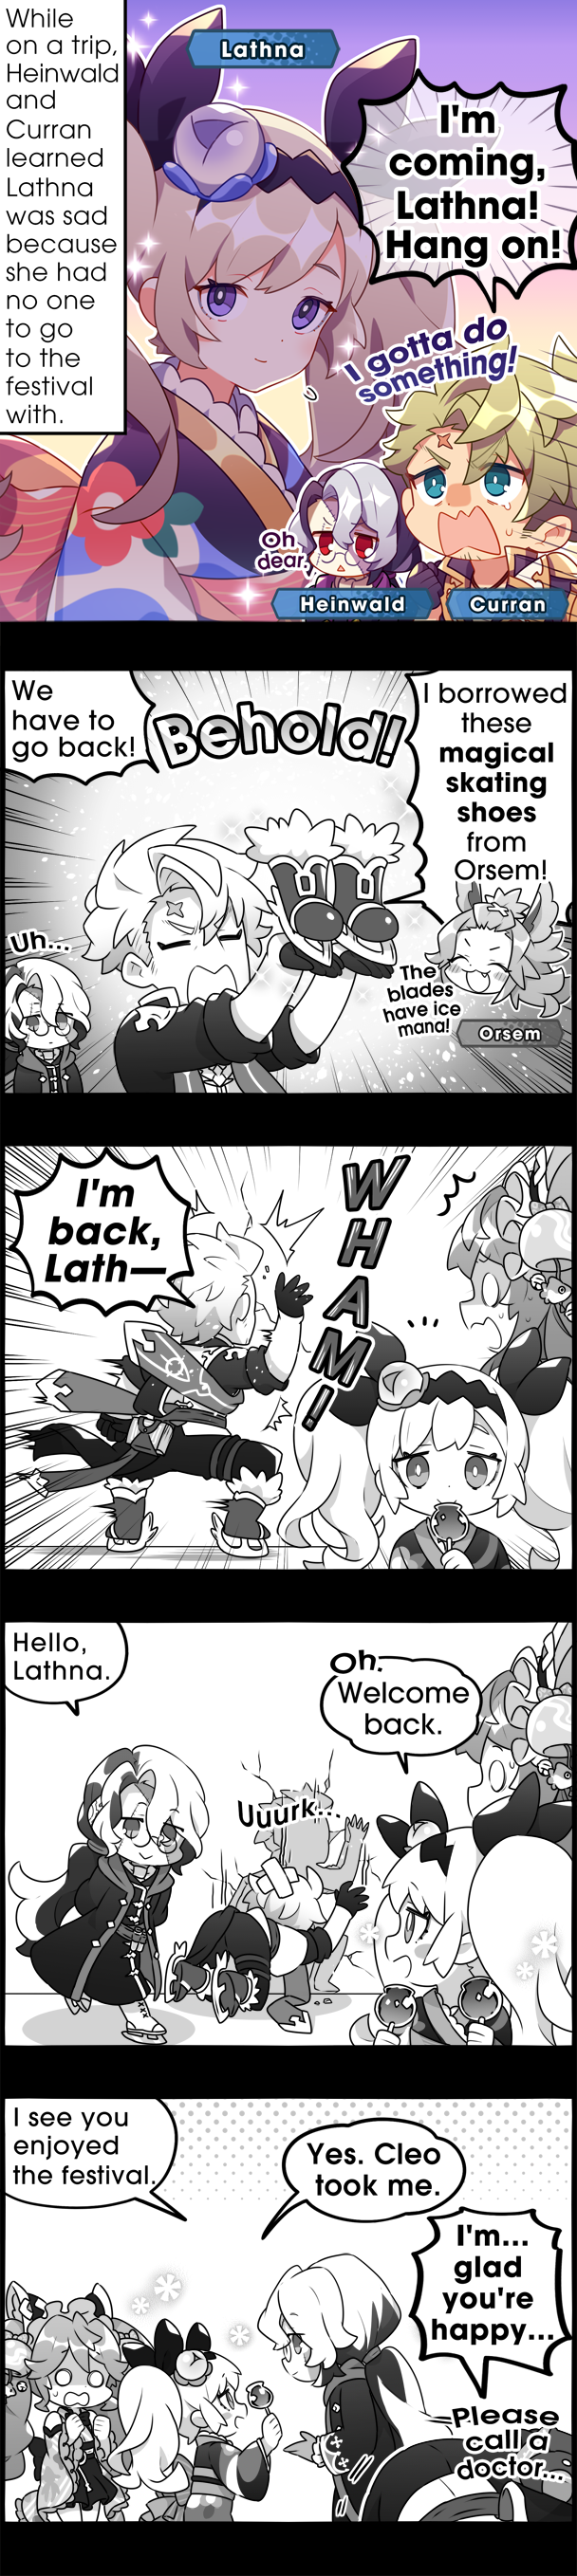 While
on a trip,
Heinwald
and
Curran
learned
Lathna
was sad
because
she had
no one
to go
to the
festival
with.
Lathna
I'm
coming,
Lathna!
Hang on!
I gotta do
something!
Oh
dear.
Heinwald
Curran
We
have to
go back!
Behold!
I borrowed
these
magical
skating
shoes
from
Orsem!
Uh...
The
blades
have ice
mana!
Orsem
I'm
back,
Lath—
WHAM!
Hello,
Lathna.
Oh.
Welcome
back.
Uuurk...
I see you
enjoyed
the festival.
Yes. Cleo
took me.
I'm...
glad
you're
happy...
Please
call a
doctor...